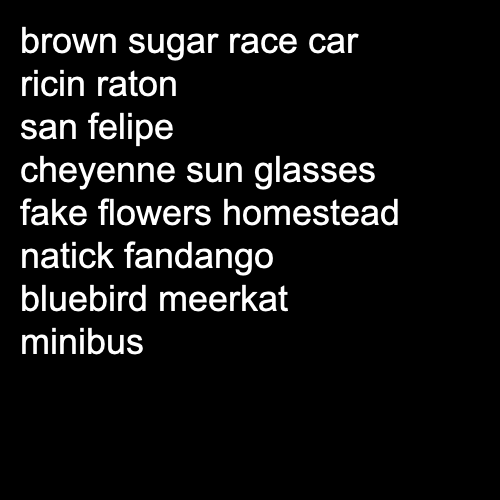 brown sugar race car
ricin raton
san felipe
cheyenne sun glasses
fake flowers homestead
natick fandango
bluebird meerkat
minibus